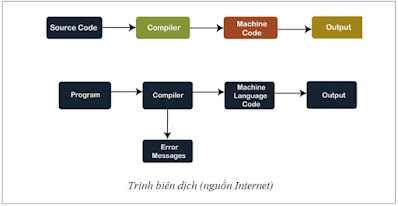 Source Code
Compiler
Machine
Code
Output
Program
Compiler
Machine
Language
Code
Output
Error
Messages
Trình biên dịch (nguồn Internet)